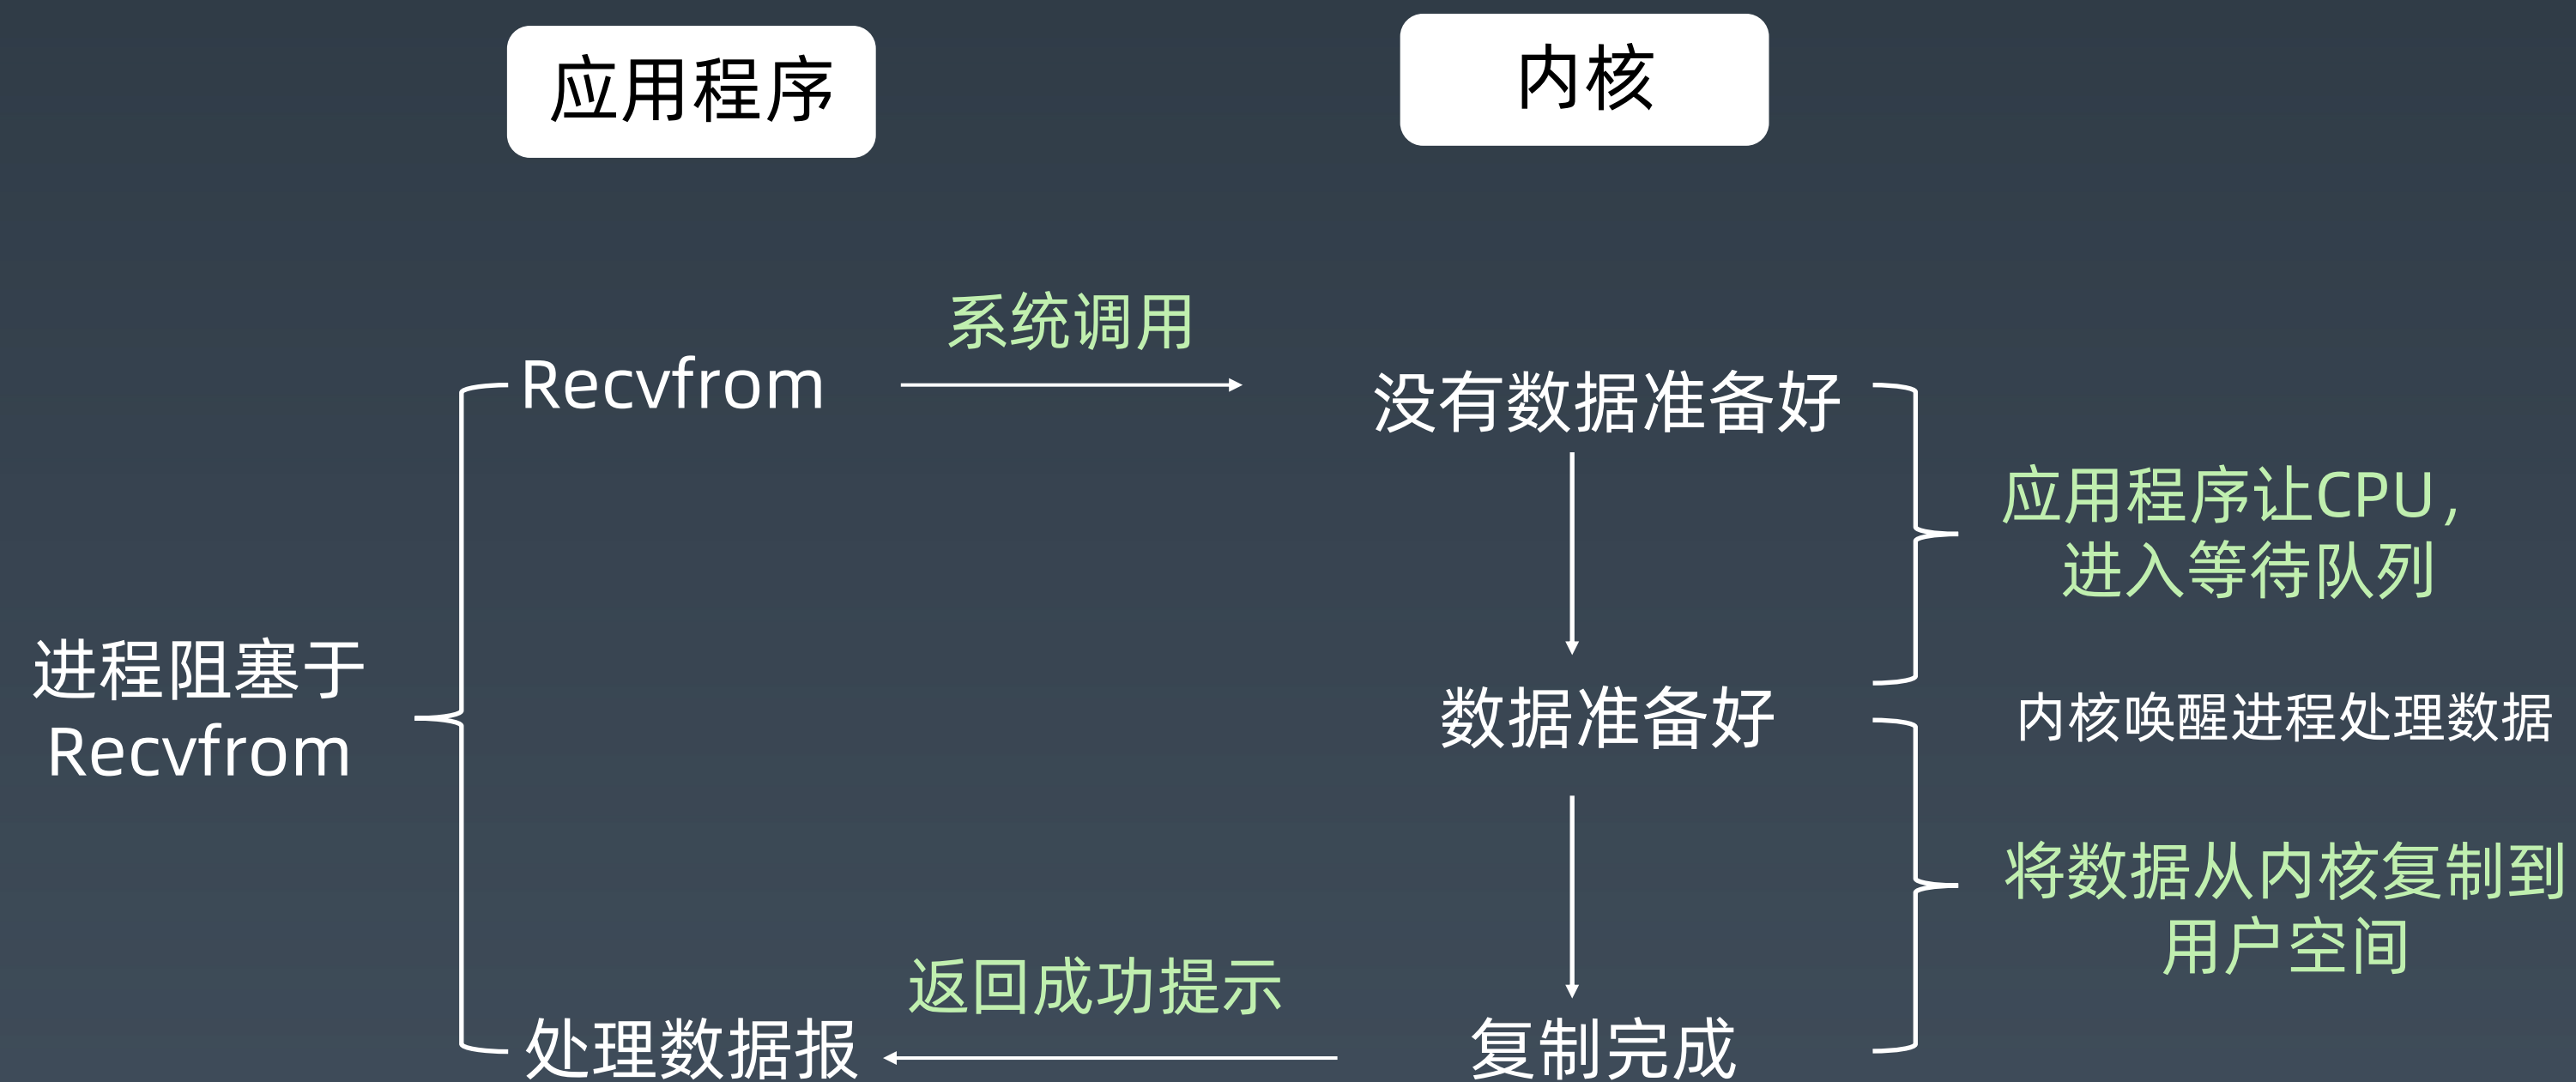 应用程序
内核
系统调用
Recvfrom
没有数据准备好
应用程序让CPU，
进入等待队列
进程阻塞于
Recvfrom
数据准备好
内核唤醒进程处理数据
将数据从内核复制到
用户空间
返回成功提示
处理数据报
复制完成